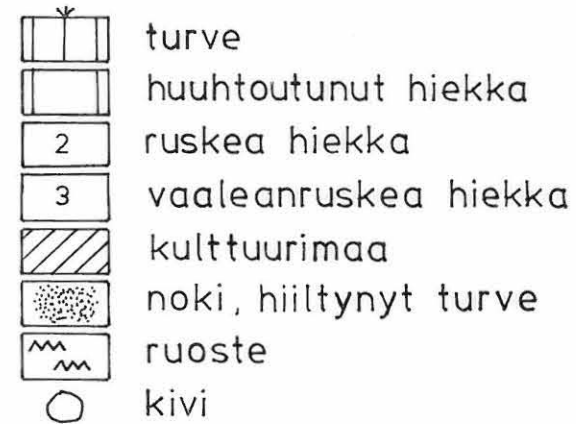 turve
huuhtoutunut hiekka
2 ruskea hiekka
3 vaaleanruskea hiekka
kulttuurimaa
noki, hiiltynyt turve
ruoste
kivi